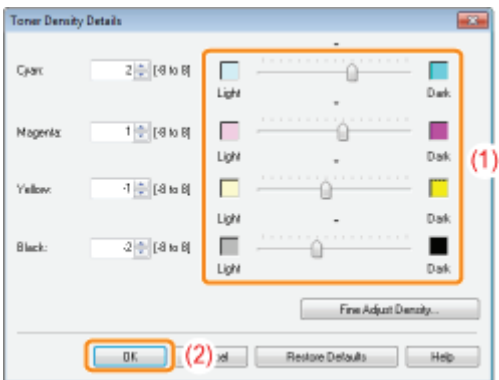 Toner Density Details
Cyan: 2 [-8 to 8] Light Dark
Magenta: 1 [-8 to 8] Light Dark
Yellow: -1 [-8 to 8] Light Dark
Black: -2 [-8 to 8] Light Dark
(1)
Fine Adjust Density...
OK (2) el Restore Defaults Help